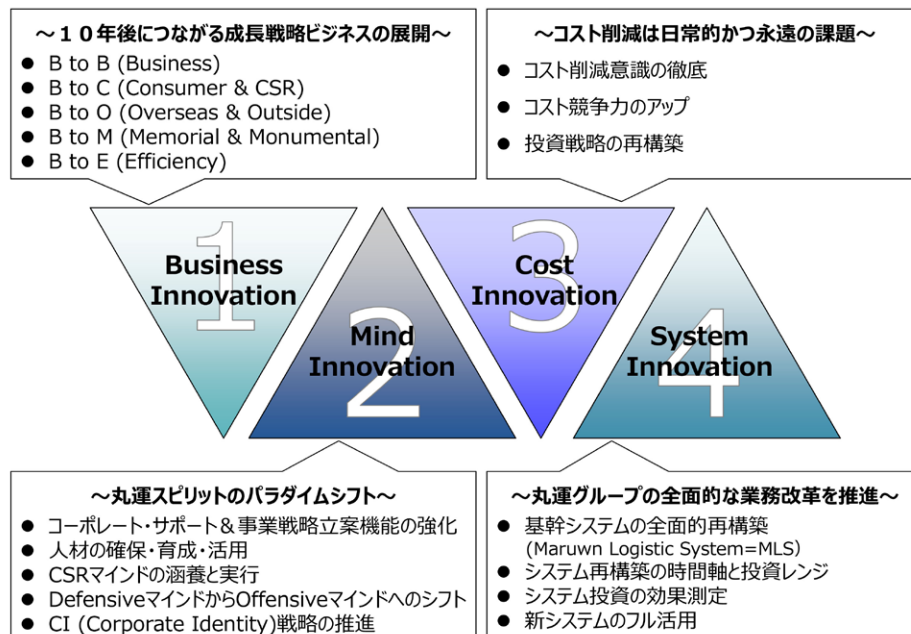 ～１０年後につながる成長戦略ビジネスの展開～
● B to B (Business)
● B to C (Consumer & CSR)
● B to O (Overseas & Outside)
● B to M (Memorial & Monumental)
● B to E (Efficiency)
～コスト削減は日常的かつ永遠の課題～
● コスト削減意識の徹底
● コスト競争力のアップ
● 投資戦略の再構築
1
Business
Innovation
2
Mind
Innovation
3
Cost
Innovation
4
System
Innovation
～丸運スピリットのパラダイムシフト～
● コーポレート・サポート＆事業戦略立案機能の強化
● 人材の確保・育成・活用
● CSRマインドの涵養と実行
● DefensiveマインドからOffensiveマインドへのシフト
● CI (Corporate Identity)戦略の推進
～丸運グループの全面的な業務改革を推進～
● 基幹システムの全面的再構築
(Maruwn Logistic System=MLS)
● システム再構築の時間軸と投資レンジ
● システム投資の効果測定
● 新システムのフル活用